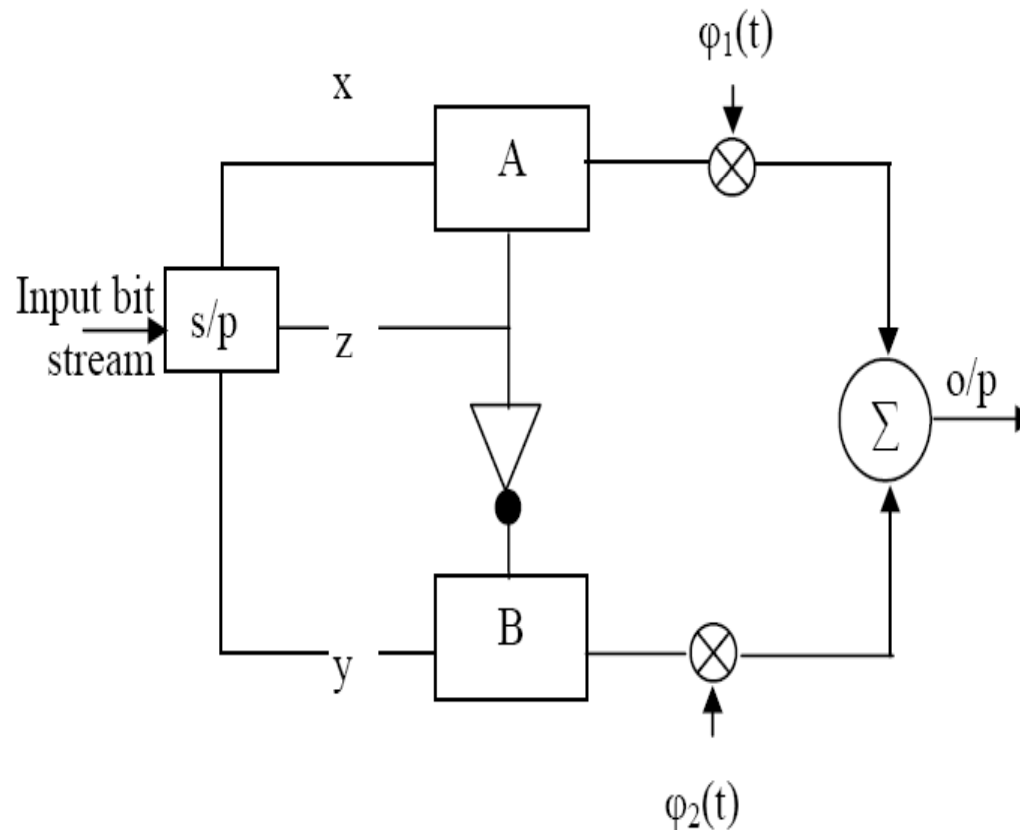 φ₁(t)
x
A
Input bit
stream
s/p
z
o/p
Σ
B
y
φ₂(t)